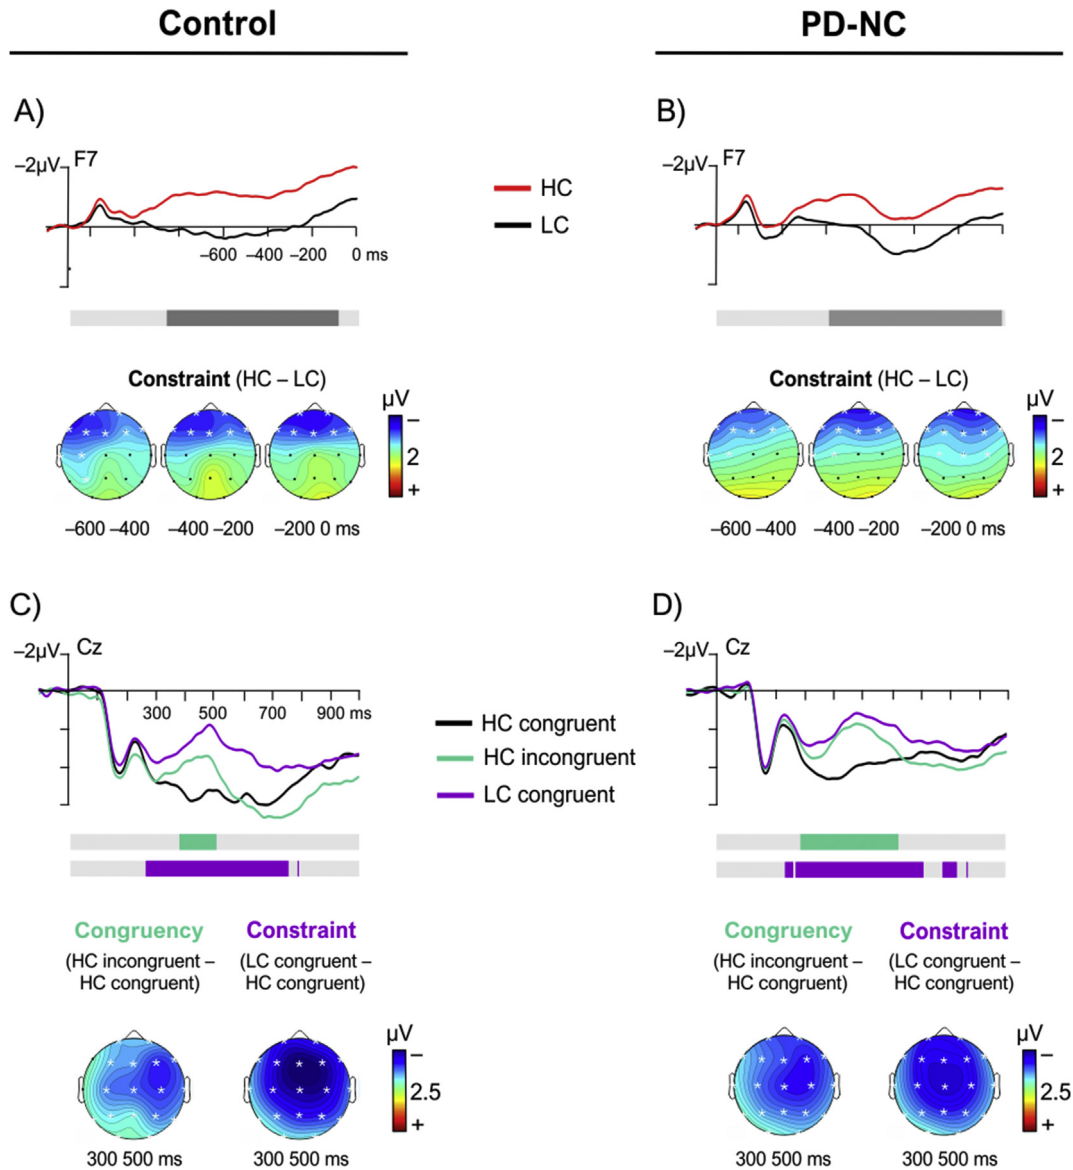 Control
PD-NC
A)
–2µV
F7
–600 –400 –200 0 ms
HC
LC
B)
–2µV
F7
Constraint (HC – LC)
µV
–
2
+
–600 –400 –400 –200 –200 0 ms
Constraint (HC – LC)
µV
–
2
+
–600 –400 –400 –200 –200 0 ms
C)
–2µV
Cz
300 500 700 900 ms
HC congruent
HC incongruent
LC congruent
D)
–2µV
Cz
Congruency Constraint
(HC incongruent – (LC congruent –
HC congruent) HC congruent)
µV
–
2.5
+
300 500 ms 300 500 ms
Congruency Constraint
(HC incongruent – (LC congruent –
HC congruent) HC congruent)
µV
–
2.5
+
300 500 ms 300 500 ms